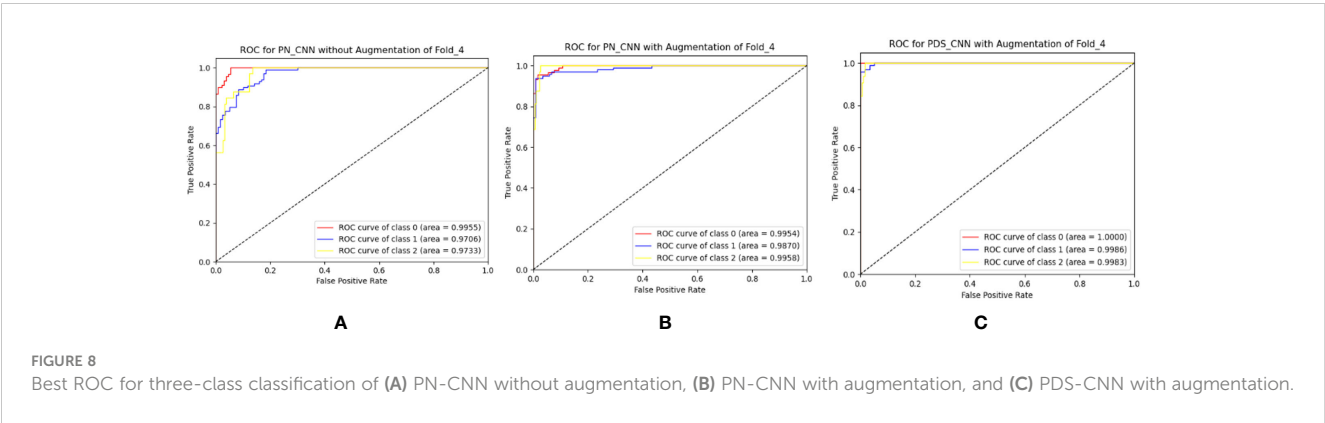 ROC for PN_CNN without Augmentation of Fold_4
True Positive Rate
1.0
0.8
0.6
0.4
0.2
0.0
ROC curve of class 0 (area = 0.9955)
ROC curve of class 1 (area = 0.9706)
ROC curve of class 2 (area = 0.9733)
0.0 0.2 0.4 0.6 0.8 1.0
False Positive Rate
A
ROC for PN_CNN with Augmentation of Fold_4
True Positive Rate
1.0
0.8
0.6
0.4
0.2
0.0
ROC curve of class 0 (area = 0.9954)
ROC curve of class 1 (area = 0.9870)
ROC curve of class 2 (area = 0.9958)
0.0 0.2 0.4 0.6 0.8 1.0
False Positive Rate
B
ROC for PDS_CNN with Augmentation of Fold_4
True Positive Rate
1.0
0.8
0.6
0.4
0.2
0.0
ROC curve of class 0 (area = 1.0000)
ROC curve of class 1 (area = 0.9986)
ROC curve of class 2 (area = 0.9983)
0.0 0.2 0.4 0.6 0.8 1.0
False Positive Rate
C
FIGURE 8
Best ROC for three-class classification of (A) PN-CNN without augmentation, (B) PN-CNN with augmentation, and (C) PDS-CNN with augmentation.